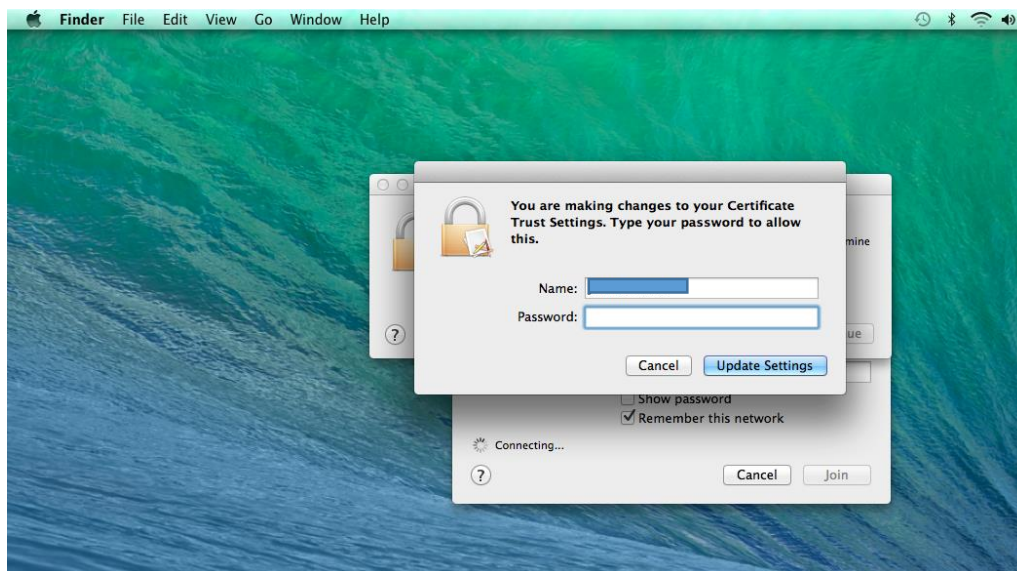 Finder File Edit View Go Window Help
You are making changes to your Certificate
Trust Settings. Type your password to allow
this.
mine
Name:
Password:
? ue
Cancel Update Settings
Show password
Remember this network
Connecting...
? Cancel Join